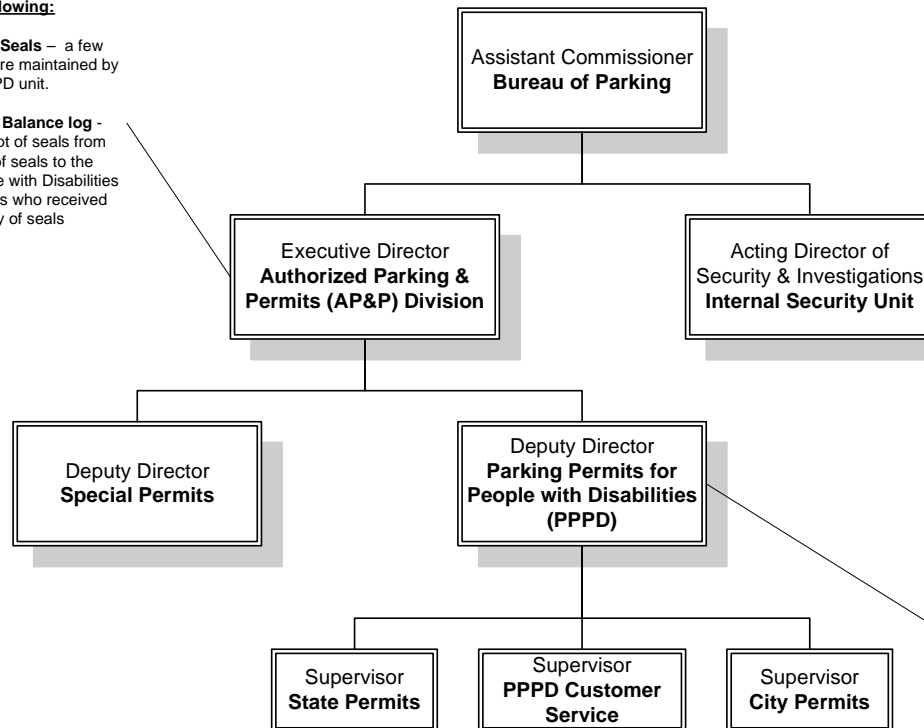 lowing:
Seals – a few
re maintained by
PD unit.
Balance log -
ot of seals from
of seals to the
e with Disabilities
s who received
y of seals
Assistant Commissioner
Bureau of Parking
Executive Director
Authorized Parking &
Permits (AP&P) Division
Acting Director of
Security & Investigations
Internal Security Unit
Deputy Director
Special Permits
Deputy Director
Parking Permits for
People with Disabilities
(PPPD)
Supervisor
State Permits
Supervisor
PPPD Customer
Service
Supervisor
City Permits